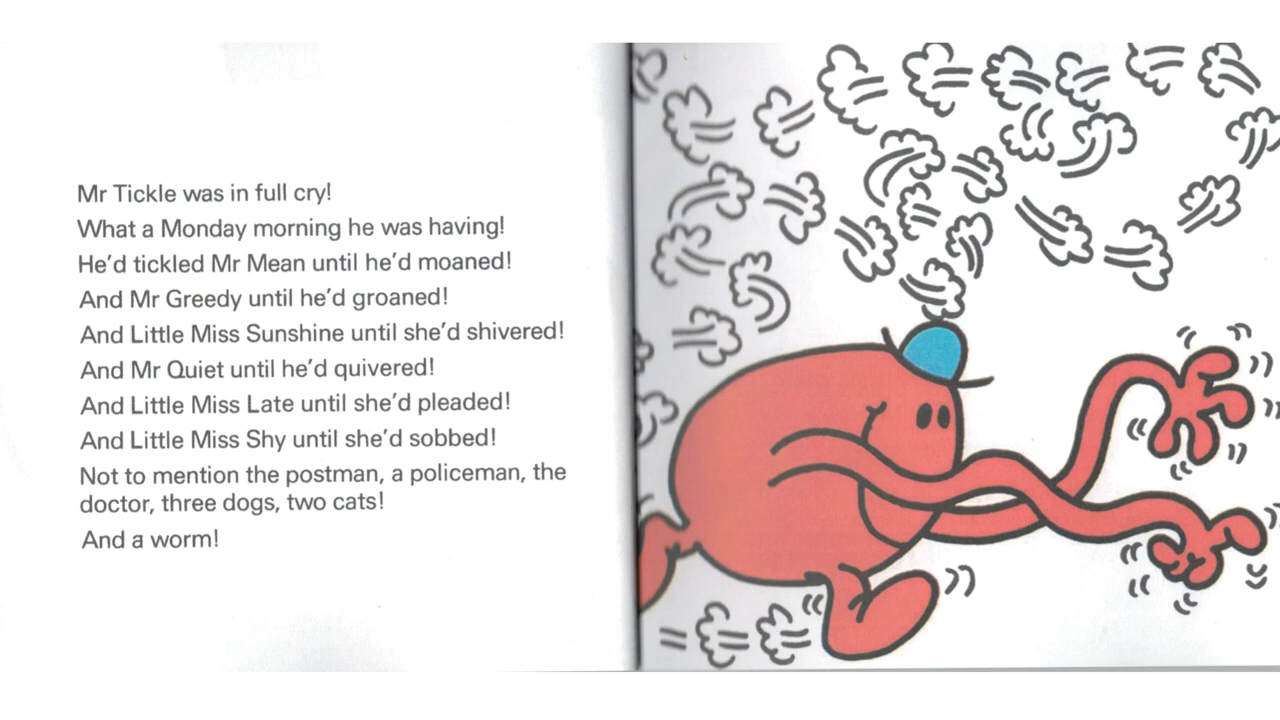 Mr Tickle was in full cry!
What a Monday morning he was having!
He'd tickled Mr Mean until he'd moaned!
And Mr Greedy until he'd groaned!
And Little Miss Sunshine until she'd shivered!
And Mr Quiet until he'd quivered!
And Little Miss Late until she'd pleaded!
And Little Miss Shy until she'd sobbed!
Not to mention the postman, a policeman, the
doctor, three dogs, two cats!
And a worm!